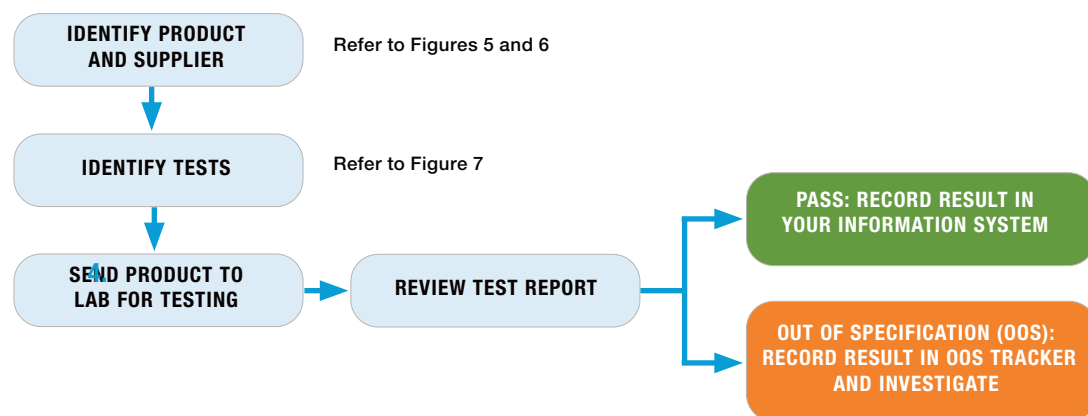 IDENTIFY PRODUCT
AND SUPPLIER
Refer to Figures 5 and 6
IDENTIFY TESTS
Refer to Figure 7
4.
SEND PRODUCT TO
LAB FOR TESTING
REVIEW TEST REPORT
PASS: RECORD RESULT IN
YOUR INFORMATION SYSTEM
OUT OF SPECIFICATION (OOS):
RECORD RESULT IN OOS TRACKER
AND INVESTIGATE